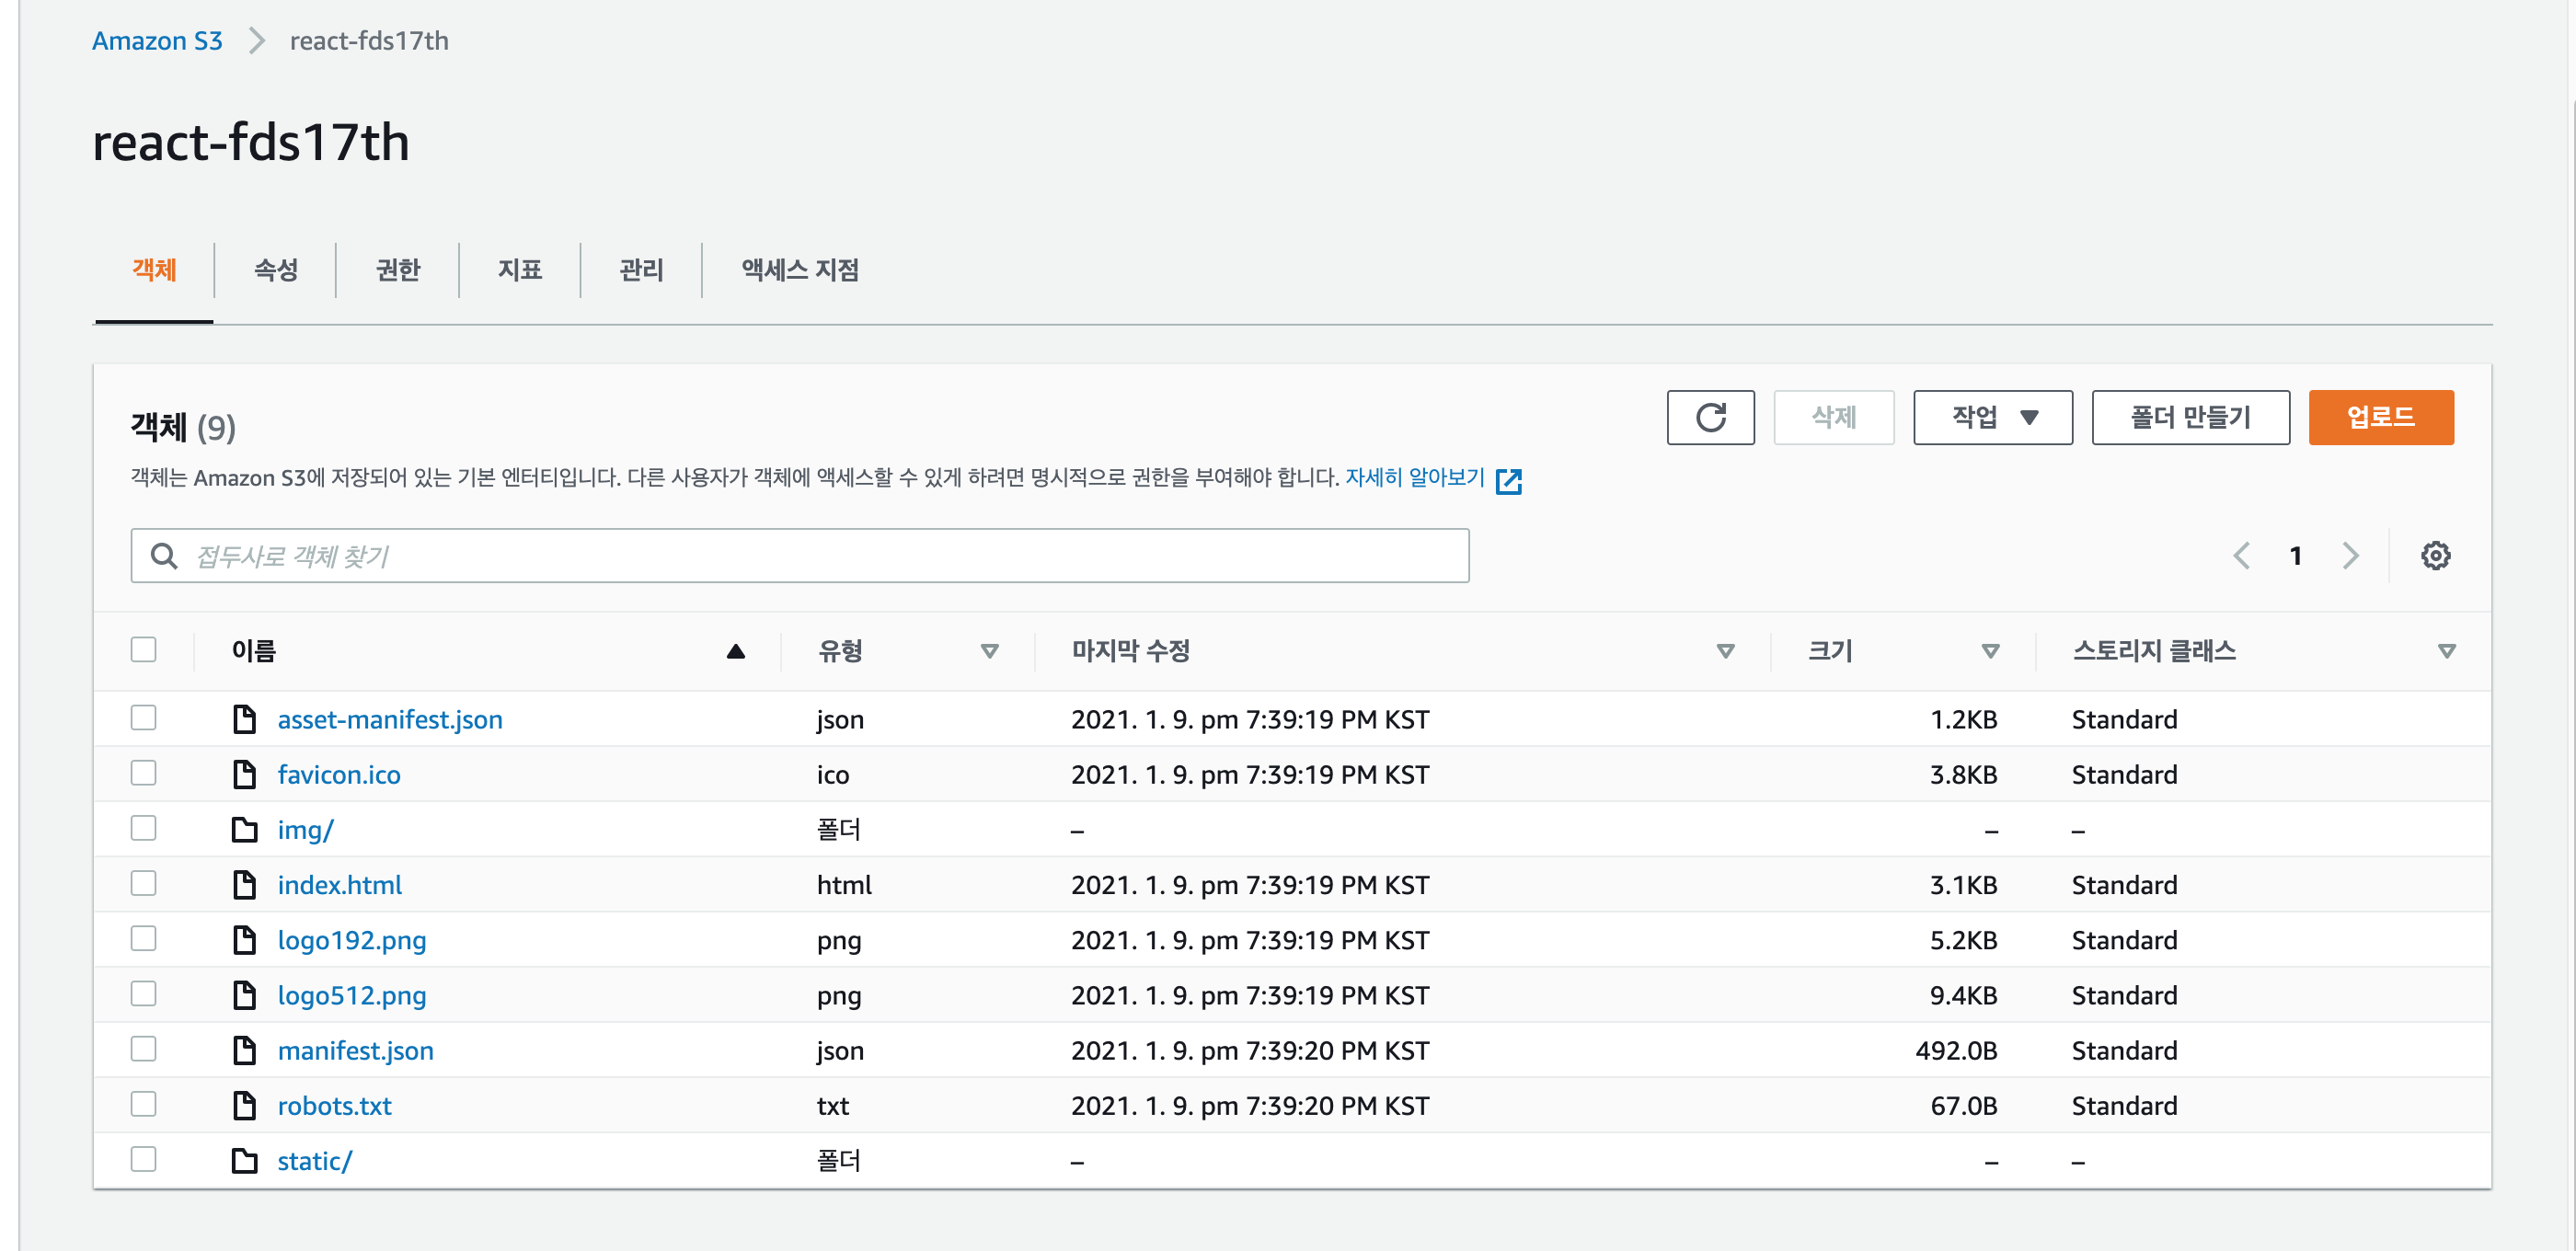 Amazon S3 > react-fds17th
react-fds17th
객체 속성 권한 지표 관리 액세스 지점
객체 (9)
삭제 작업 폴더 만들기 업로드
객체는 Amazon S3에 저장되어 있는 기본 엔터티입니다. 다른 사용자가 객체에 액세스할 수 있게 하려면 명시적으로 권한을 부여해야 합니다. 자세히 알아보기
접두사로 객체 찾기
1
이름 유형 마지막 수정 크기 스토리지 클래스
asset-manifest.json json 2021. 1. 9. pm 7:39:19 PM KST 1.2KB Standard
favicon.ico ico 2021. 1. 9. pm 7:39:19 PM KST 3.8KB Standard
img/ 폴더 – – –
index.html html 2021. 1. 9. pm 7:39:19 PM KST 3.1KB Standard
logo192.png png 2021. 1. 9. pm 7:39:19 PM KST 5.2KB Standard
logo512.png png 2021. 1. 9. pm 7:39:19 PM KST 9.4KB Standard
manifest.json json 2021. 1. 9. pm 7:39:20 PM KST 492.0B Standard
robots.txt txt 2021. 1. 9. pm 7:39:20 PM KST 67.0B Standard
static/ 폴더 – – –